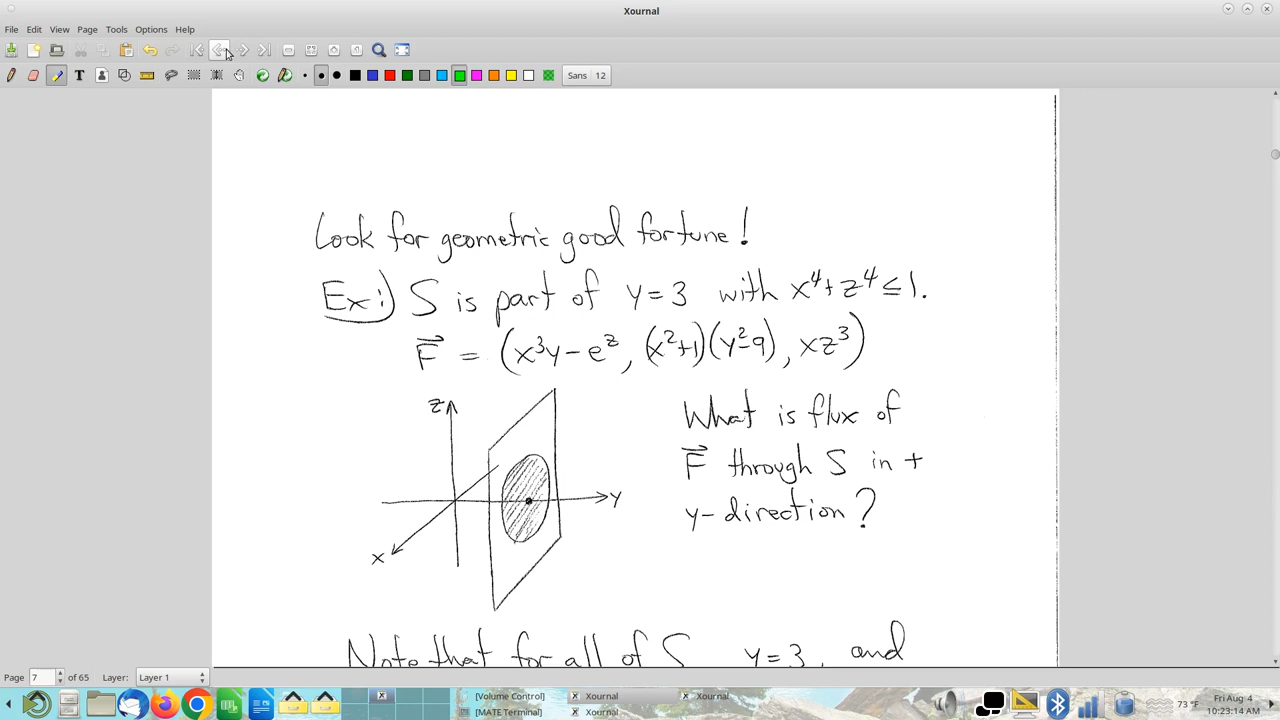 Xournal
File Edit View Page Tools Options Help
Sans 12
Look for geometric good fortune!
Ex:) S is part of y=3 with x⁴+z⁴≤1.
F⃗ = (x³y-e^z, (x²+1)(y²-9), xz³)
z
What is flux of
F⃗ through S in +
y
y-direction?
x
Note that for all of S y=3, and
Page 7 of 65 Layer: Layer 1
[Volume Control] Xournal Xournal
[MATE Terminal] Xournal
73 °F
Fri Aug 4
10:23:14 AM